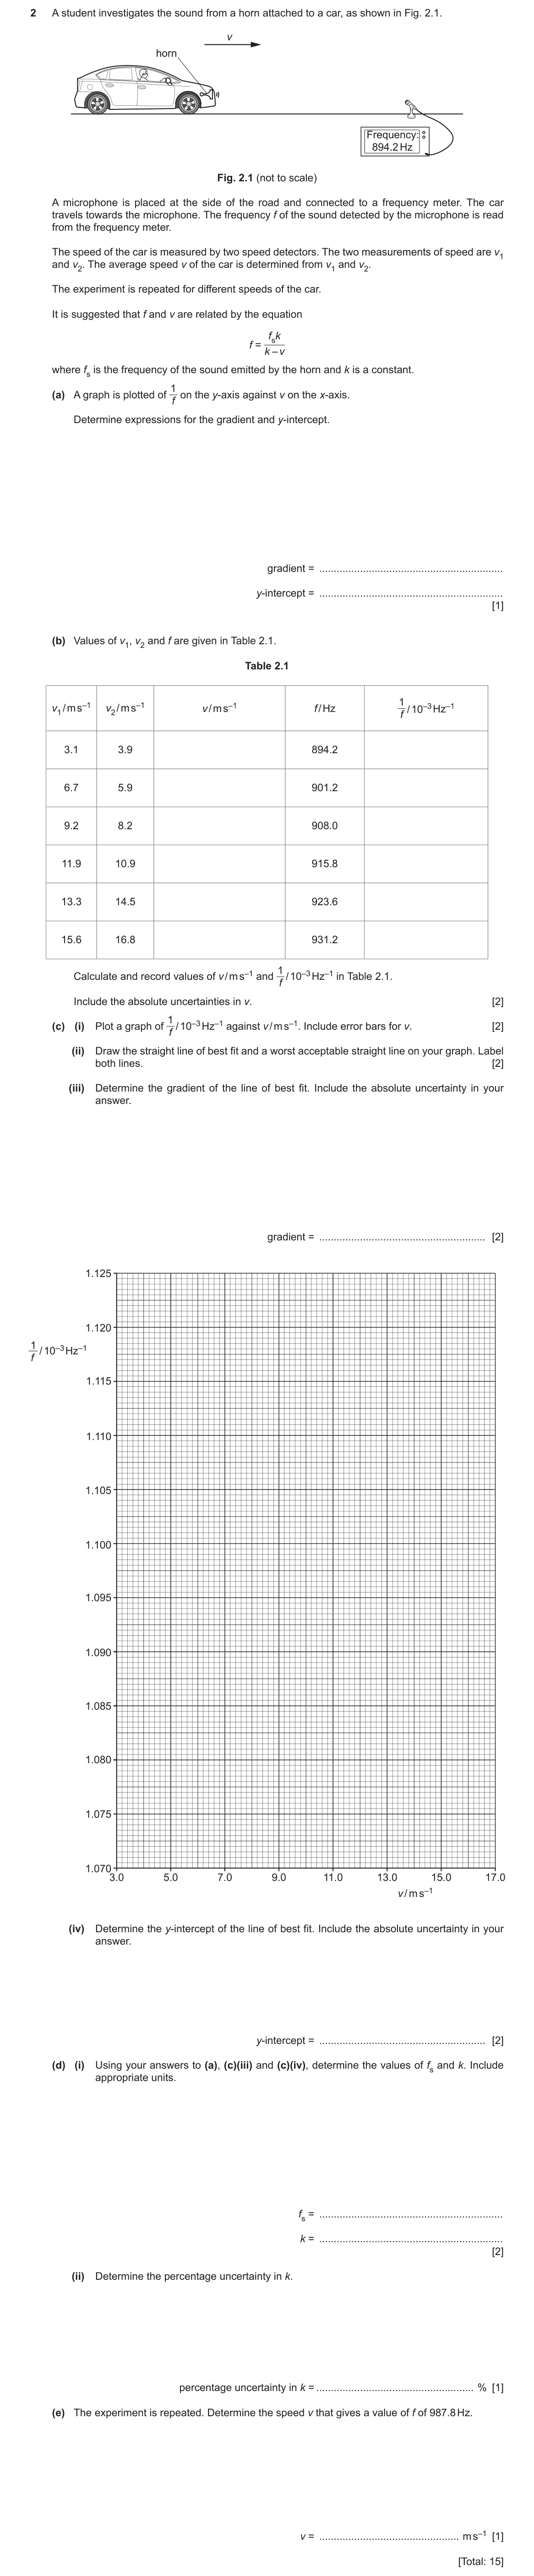 2 A student investigates the sound from a horn attached to a car, as shown in Fig. 2.1.
v
horn
Frequency:
894.2 Hz
Fig. 2.1 (not to scale)
A microphone is placed at the side of the road and connected to a frequency meter. The car
travels towards the microphone. The frequency f of the sound detected by the microphone is read
from the frequency meter.
The speed of the car is measured by two speed detectors. The two measurements of speed are v₁
and v₂. The average speed v of the car is determined from v₁ and v₂.
The experiment is repeated for different speeds of the car.
It is suggested that f and v are related by the equation
f = fₛk / (k – v)
where fₛ is the frequency of the sound emitted by the horn and k is a constant.
(a) A graph is plotted of 1/f on the y-axis against v on the x-axis.
Determine expressions for the gradient and y-intercept.
gradient = ...............................................................
y-intercept = ...............................................................
[1]
(b) Values of v₁, v₂ and f are given in Table 2.1.
Table 2.1
v₁ / m s⁻¹ v₂ / m s⁻¹ v / m s⁻¹ f / Hz 1/f / 10⁻³ Hz⁻¹
3.1 3.9 894.2
6.7 5.9 901.2
9.2 8.2 908.0
11.9 10.9 915.8
13.3 14.5 923.6
15.6 16.8 931.2
Calculate and record values of v / m s⁻¹ and 1/f / 10⁻³ Hz⁻¹ in Table 2.1.
Include the absolute uncertainties in v. [2]
(c) (i) Plot a graph of 1/f / 10⁻³ Hz⁻¹ against v / m s⁻¹. Include error bars for v. [2]
(ii) Draw the straight line of best fit and a worst acceptable straight line on your graph. Label
both lines. [2]
(iii) Determine the gradient of the line of best fit. Include the absolute uncertainty in your
answer.
gradient = ......................................................... [2]
1.125
1.120
1/f / 10⁻³ Hz⁻¹
1.115
1.110
1.105
1.100
1.095
1.090
1.085
1.080
1.075
1.070
3.0 5.0 7.0 9.0 11.0 13.0 15.0 17.0
v / m s⁻¹
(iv) Determine the y-intercept of the line of best fit. Include the absolute uncertainty in your
answer.
y-intercept = ......................................................... [2]
(d) (i) Using your answers to (a), (c)(iii) and (c)(iv), determine the values of fₛ and k. Include
appropriate units.
fₛ = ...............................................................
k = ...............................................................
[2]
(ii) Determine the percentage uncertainty in k.
percentage uncertainty in k = ...................................................... % [1]
(e) The experiment is repeated. Determine the speed v that gives a value of f of 987.8 Hz.
v = ................................................ m s⁻¹ [1]
[Total: 15]